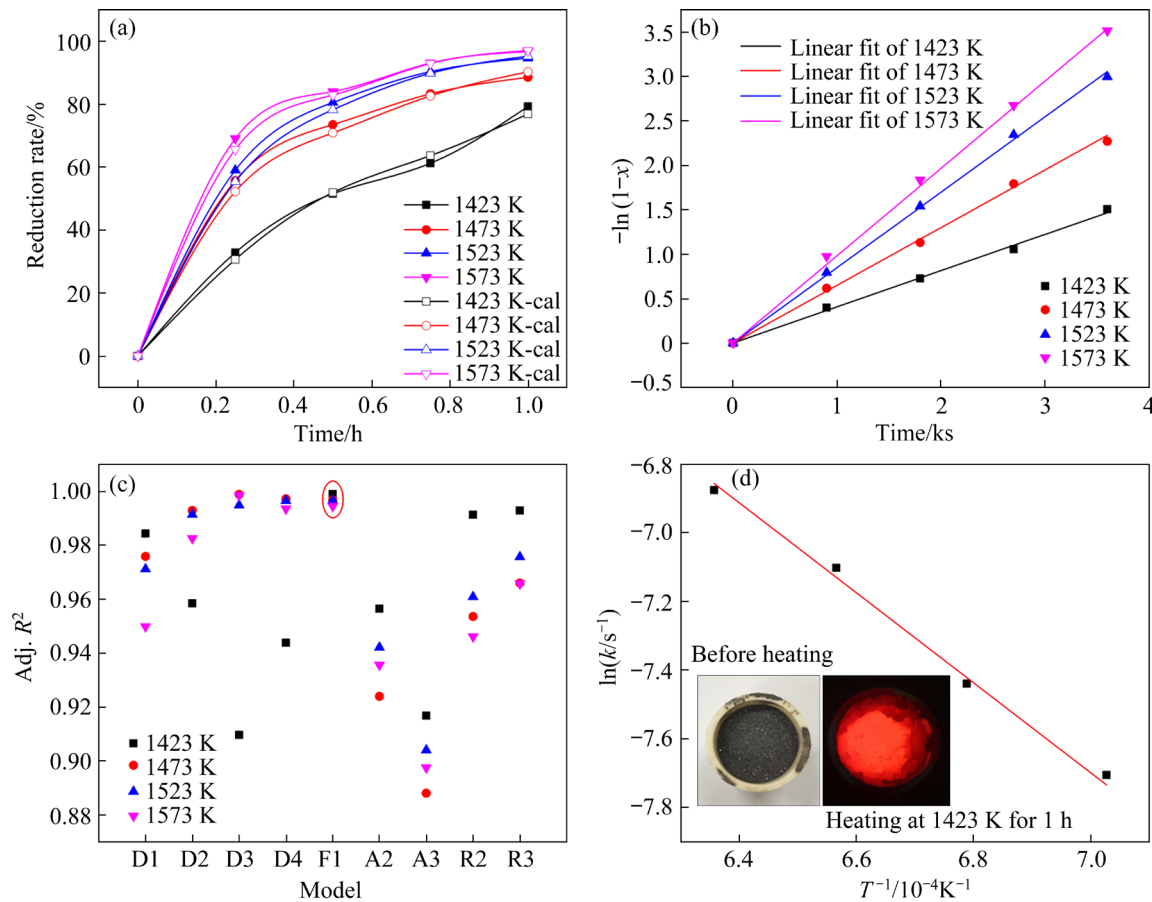 (a)
100
80
60
40
20
0
Reduction rate/%
1423 K
1473 K
1523 K
1573 K
1423 K-cal
1473 K-cal
1523 K-cal
1573 K-cal
0 0.2 0.4 0.6 0.8 1.0
Time/h
(b)
3.5
3.0
2.5
2.0
1.5
1.0
0.5
0
−0.5
−ln (1−x)
Linear fit of 1423 K
Linear fit of 1473 K
Linear fit of 1523 K
Linear fit of 1573 K
1423 K
1473 K
1523 K
1573 K
0 1 2 3 4
Time/ks
(c)
1.00
0.98
0.96
0.94
0.92
0.90
0.88
Adj. R²
1423 K
1473 K
1523 K
1573 K
D1 D2 D3 D4 F1 A2 A3 R2 R3
Model
(d)
−6.8
−7.0
−7.2
−7.4
−7.6
−7.8
ln(k/s⁻¹)
Before heating
Heating at 1423 K for 1 h
6.4 6.6 6.8 7.0
T⁻¹/10⁻⁴K⁻¹